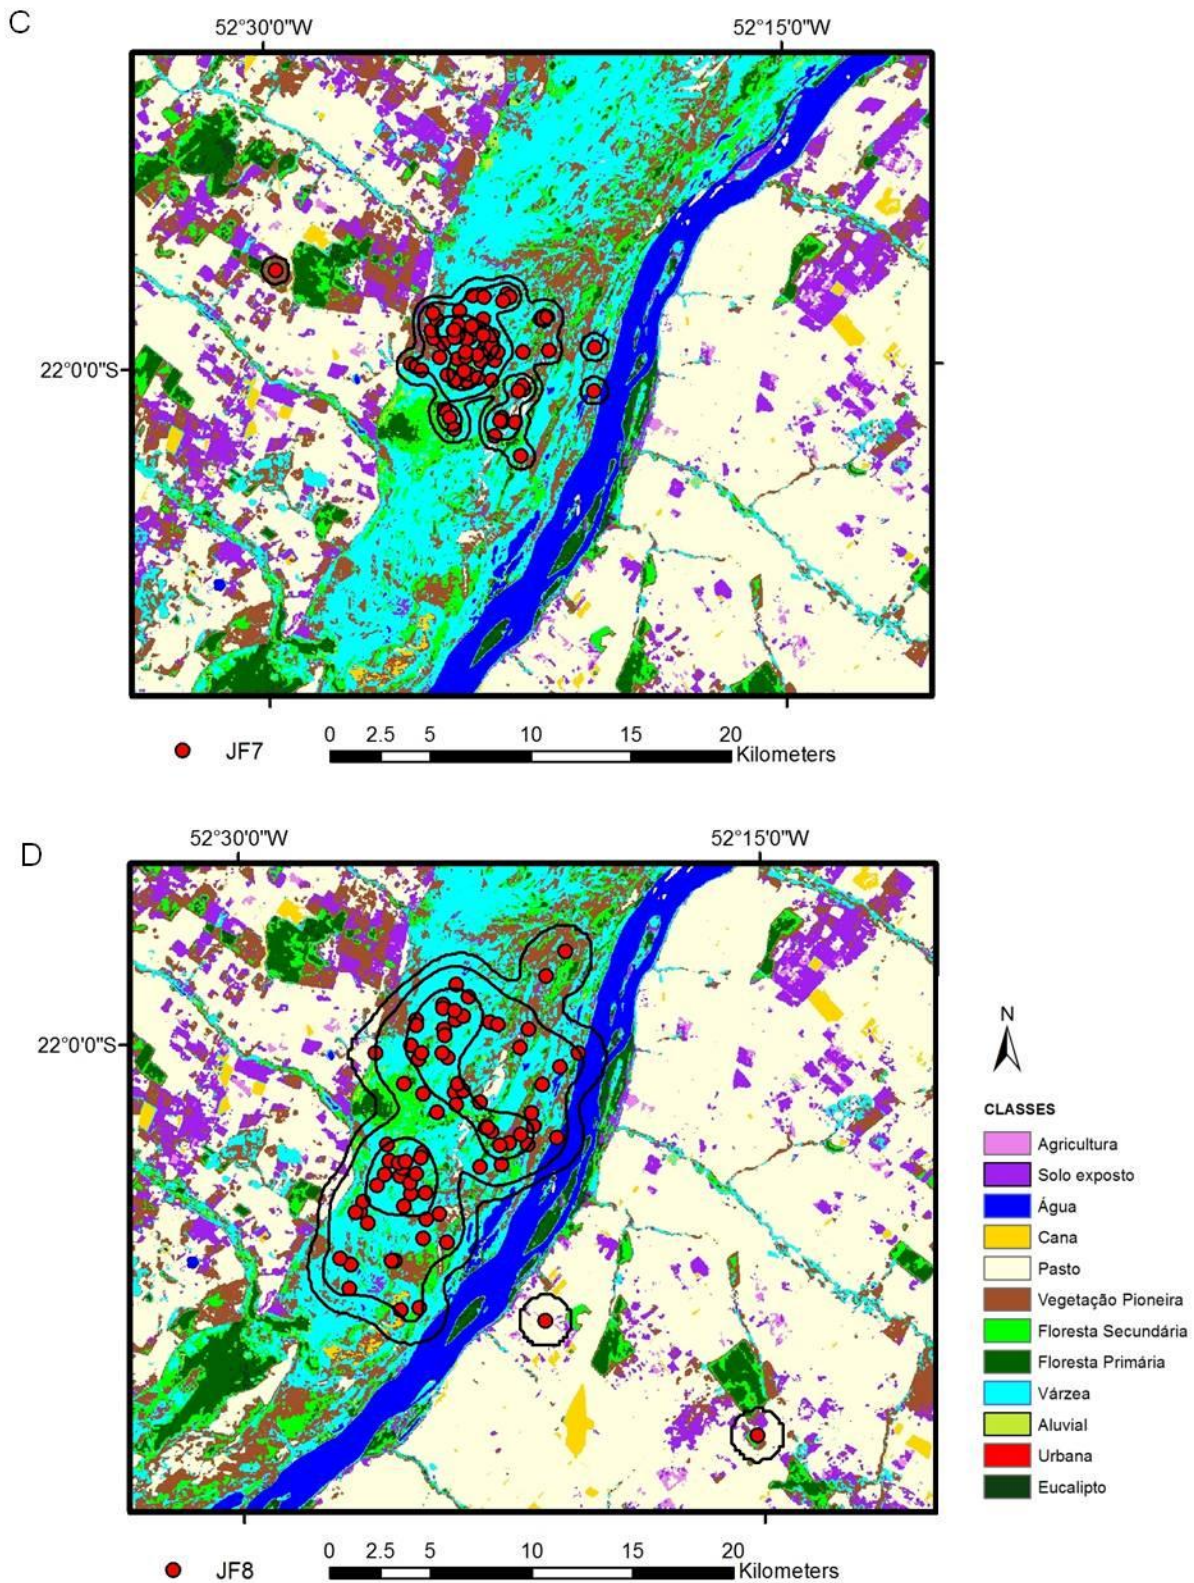 C
52°30'0"W 52°15'0"W
22°0'0"S
JF7
0 2.5 5 10 15 20
Kilometers
D
52°30'0"W 52°15'0"W
22°0'0"S
N
CLASSES
Agricultura
Solo exposto
Água
Cana
Pasto
Vegetação Pioneira
Floresta Secundária
Floresta Primária
Várzea
Aluvial
Urbana
Eucalipto
JF8
0 2.5 5 10 15 20
Kilometers